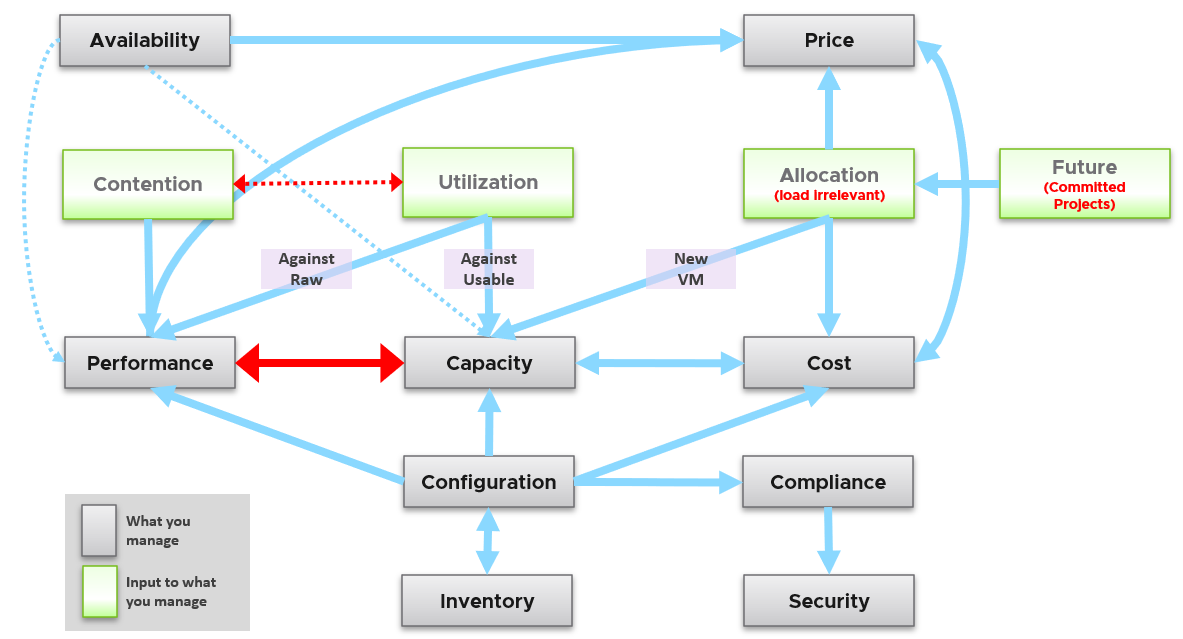 Availability
Price
Contention
Utilization
Allocation
(load irrelevant)
Future
(Committed
Projects)
Against
Raw
Against
Usable
New
VM
Performance
Capacity
Cost
Configuration
Compliance
What you
manage
Input to what
you manage
Inventory
Security